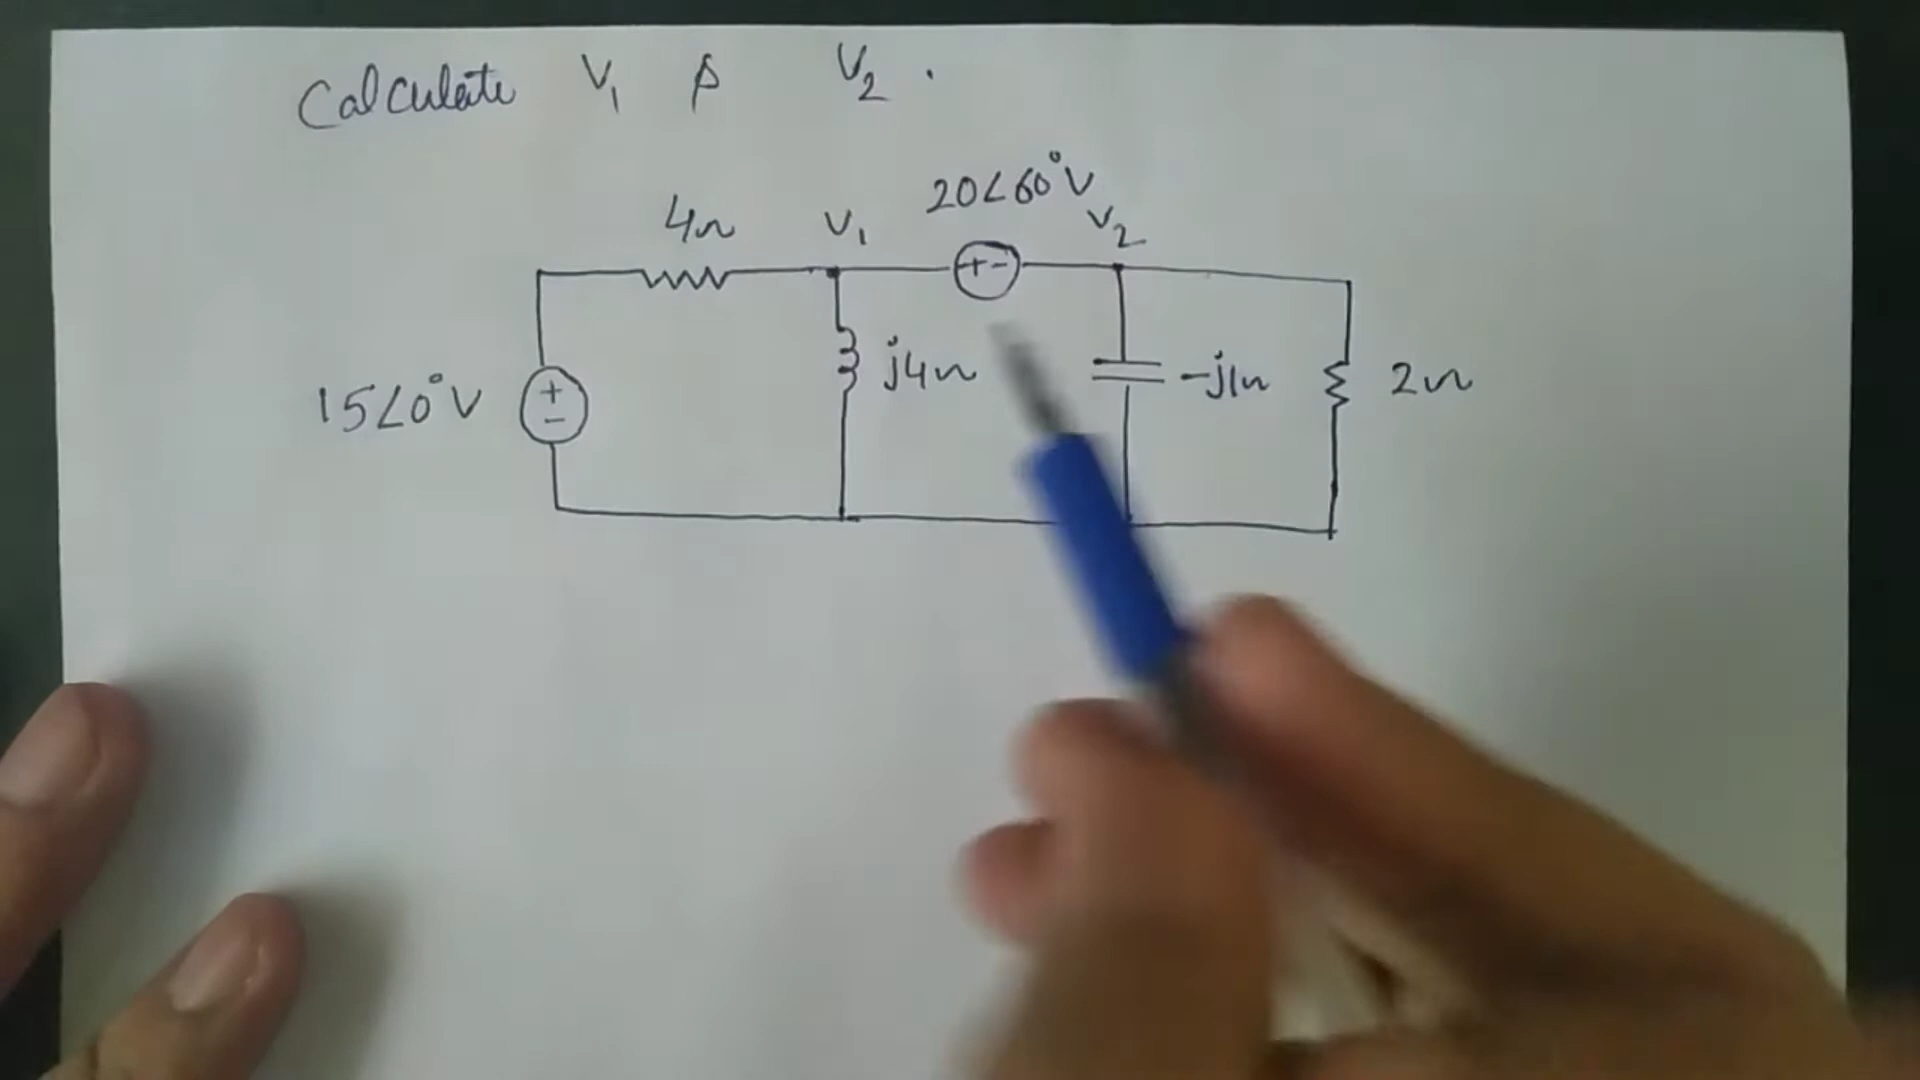 Calculate V1 & V2 .
20∠60°V
4Ω V1 V2
+ -
15∠0°V + - j4Ω -j1Ω 2Ω